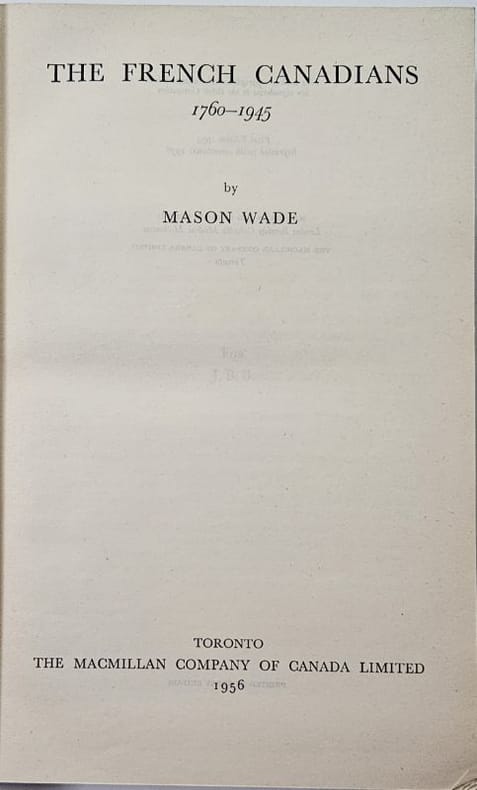 THE FRENCH CANADIANS
1760–1945
by
MASON WADE
TORONTO
THE MACMILLAN COMPANY OF CANADA LIMITED
1956